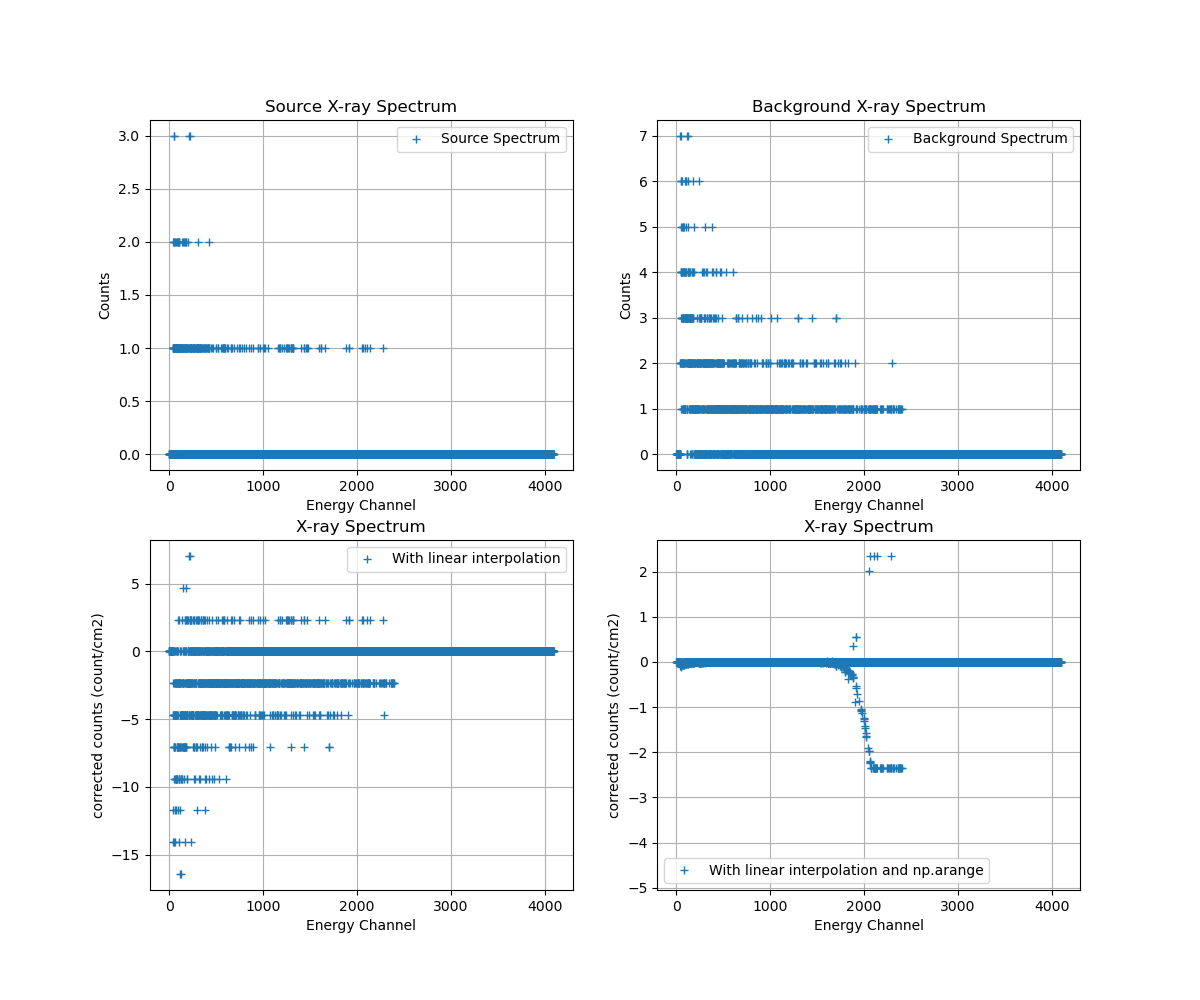 Source X-ray Spectrum
Source Spectrum
3.0
2.5
2.0
1.5
1.0
0.5
0.0
Counts
0 1000 2000 3000 4000
Energy Channel
Background X-ray Spectrum
Background Spectrum
7
6
5
4
3
2
1
0
Counts
0 1000 2000 3000 4000
Energy Channel
X-ray Spectrum
With linear interpolation
5
0
−5
−10
−15
corrected counts (count/cm2)
0 1000 2000 3000 4000
Energy Channel
X-ray Spectrum
2
1
0
−1
−2
−3
−4
−5
corrected counts (count/cm2)
With linear interpolation and np.arange
0 1000 2000 3000 4000
Energy Channel